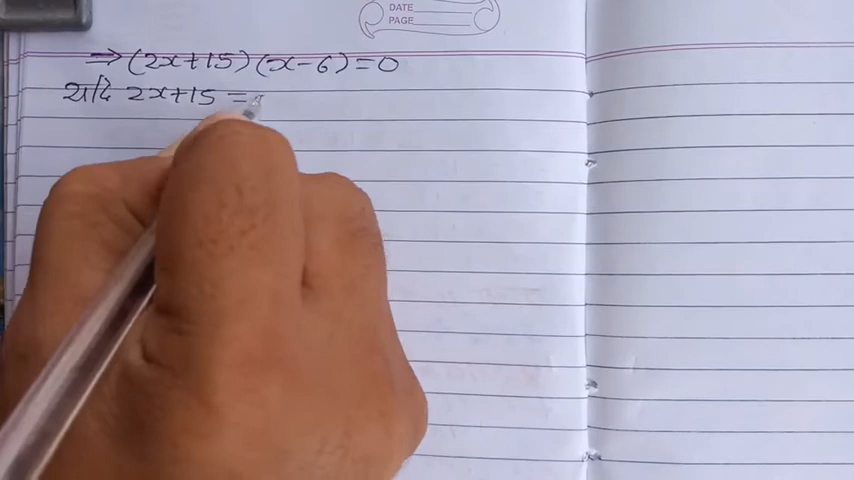 DATE
PAGE
⇒ (2x+15)(x-6)=0
यदि 2x+15 =